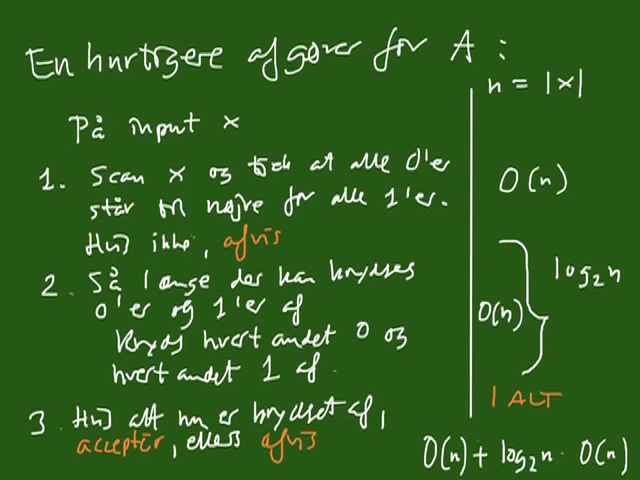 En hurtigere afgører for A :
n = |x|
På input x
1. Scan x og tjek at alle 0'er
står til højre for alle 1'er.
Hvis ikke, afvis
O(n)
2. Så længe der kan krydses
0'er og 1'er af
Kryds hvert andet 0 og
hvert andet 1 af.
O(n)
log₂n
3. Hvis alt nu er krydset af,
acceptér, ellers afvis
I ALT
O(n) + log₂n · O(n)